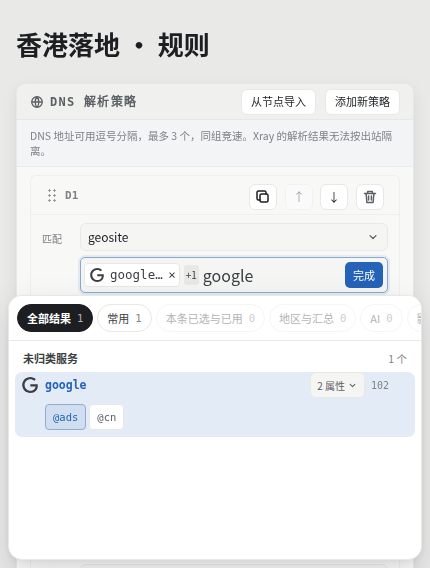 香港落地 · 规则
DNS 解析策略
从节点导入
添加新策略
DNS 地址可用逗号分隔，最多 3 个，同组竞速。Xray 的解析结果无法按出站隔
离。
D1
匹配
geosite
google… ×
+1
google
完成
全部结果 1
常用 1
本条已选与已用 0
地区与汇总 0
AI 0
未归类服务
1 个
google
2 属性
102
@ads
@cn